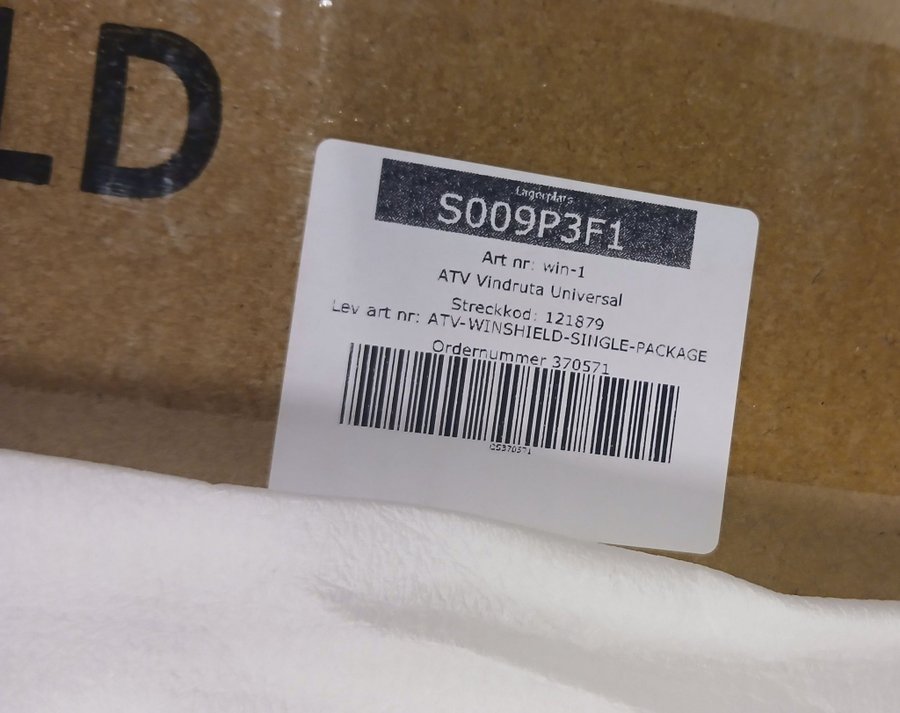 LD
Lagerplats
S009P3F1
Art nr: win-1
ATV Vindruta Universal
Streckkod: 121879
Lev art nr: ATV-WINSHIELD-SINGLE-PACKAGE
Ordernummer 370571